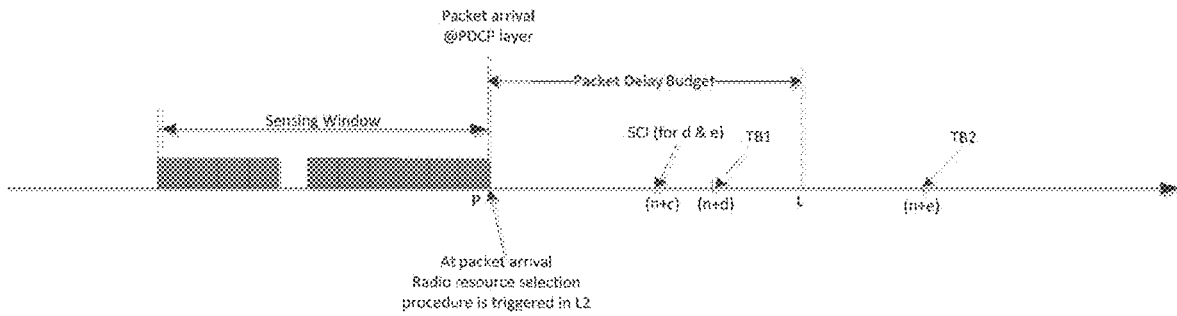 Packet arrival
@PDCP layer
Packet Delay Budget
Sensing Window
SCI (for d & e)
TB1
TB2
P
(n+c)
(n+d)
L
(n+e)
At packet arrival
Radio resource selection
procedure is triggered in L2